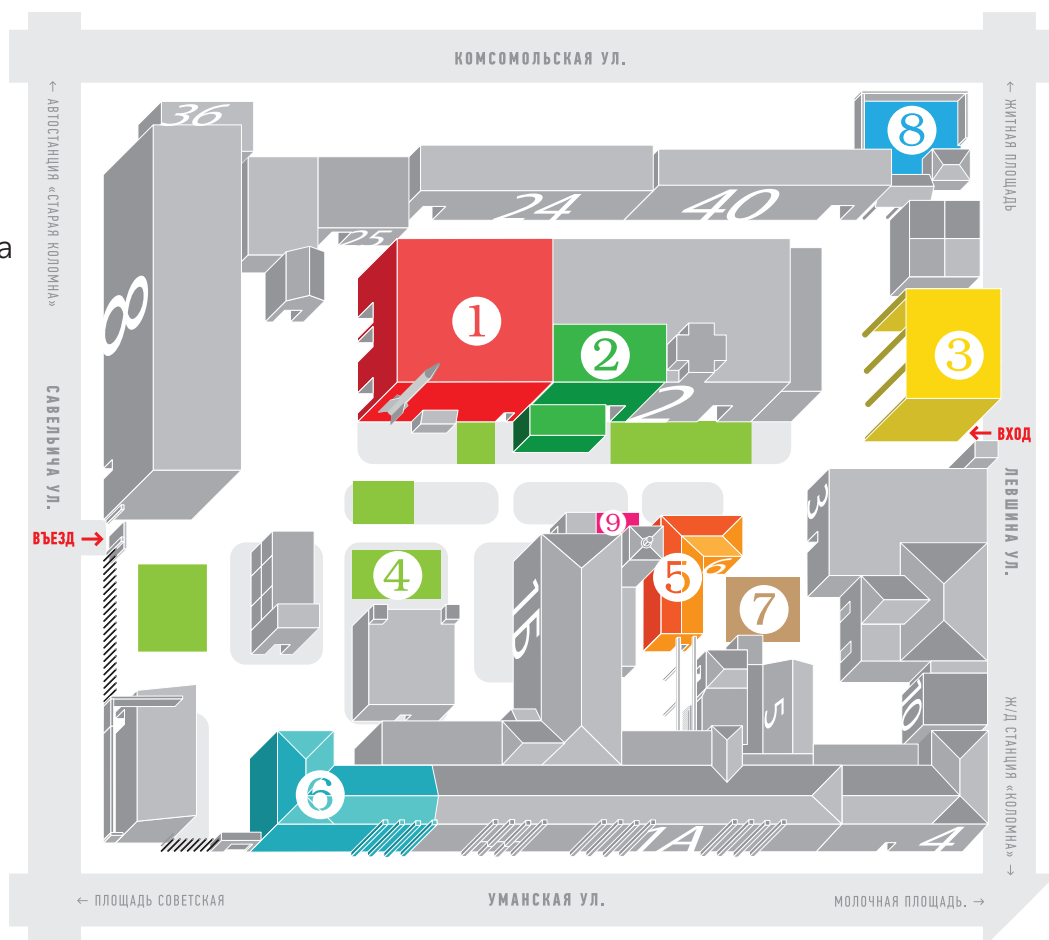 КОМСОМОЛЬСКАЯ УЛ.
← АВТОСТАНЦИЯ «СТАРАЯ КОЛОМНА»
← ЖИТНАЯ ПЛОЩАДЬ
36
8
24
40
25
а
8
1
2
3
2
← ВХОД
САВЕЛЬИЧА УЛ.
ЛЕВШИНА УЛ.
3
ВЪЕЗД →
9
4
1Б
5
6
7
5
10
Ж/Д СТАНЦИЯ «КОЛОМНА» →
6
1А
4
← ПЛОЩАДЬ СОВЕТСКАЯ
УМАНСКАЯ УЛ.
МОЛОЧНАЯ ПЛОЩАДЬ. →